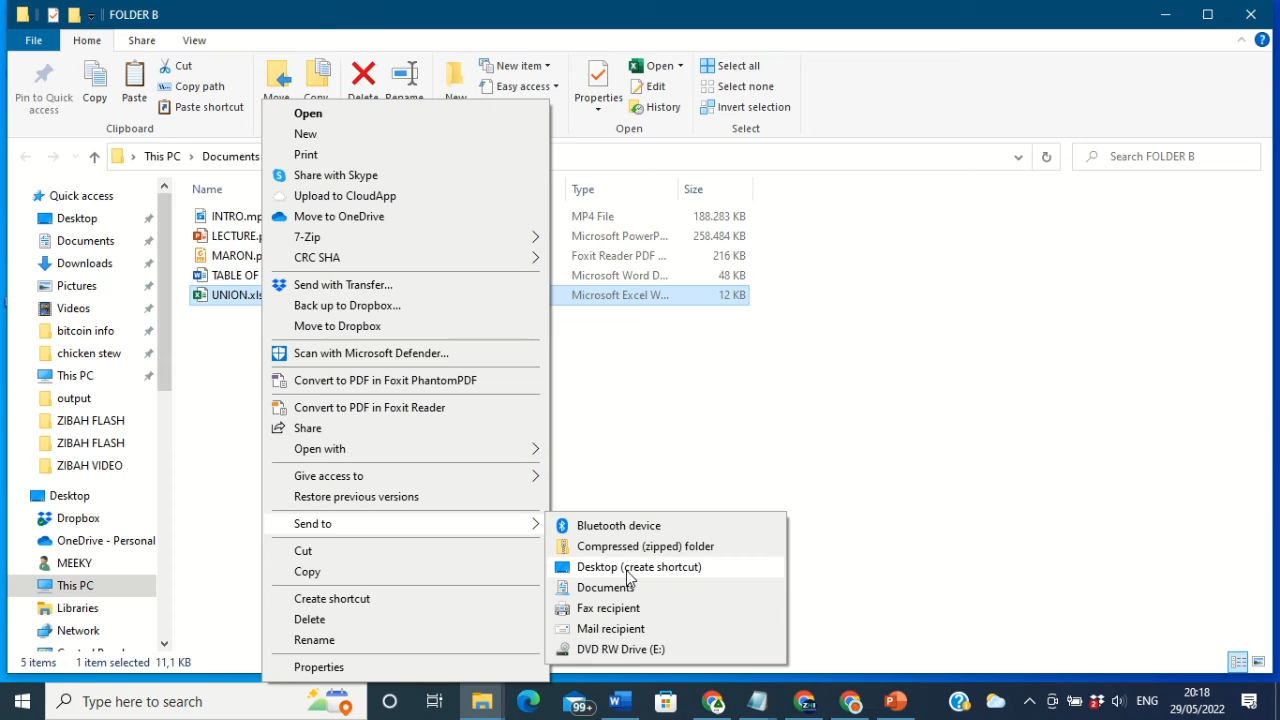 FOLDER B
File
Home
Share
View
Pin to Quick access
Copy
Paste
Cut
Copy path
Paste shortcut
Clipboard
Move
Copy
Delete
Rename
New
New item
Easy access
Properties
Open
Edit
History
Open
Select all
Select none
Invert selection
Select
This PC
Documents
Search FOLDER B
Name
Type
Size
INTRO.mp
MP4 File
188.283 KB
LECTURE.p
Microsoft PowerP...
258.484 KB
MARON.p
Foxit Reader PDF ...
216 KB
TABLE OF
Microsoft Word D...
48 KB
UNION.xls
Microsoft Excel W...
12 KB
Quick access
Desktop
Documents
Downloads
Pictures
Videos
bitcoin info
chicken stew
This PC
output
ZIBAH FLASH
ZIBAH FLASH
ZIBAH VIDEO
Desktop
Dropbox
OneDrive - Personal
MEEKY
This PC
Libraries
Network
Open
New
Print
Share with Skype
Upload to CloudApp
Move to OneDrive
7-Zip
CRC SHA
Send with Transfer...
Back up to Dropbox...
Move to Dropbox
Scan with Microsoft Defender...
Convert to PDF in Foxit PhantomPDF
Convert to PDF in Foxit Reader
Share
Open with
Give access to
Restore previous versions
Send to
Cut
Copy
Create shortcut
Delete
Rename
Properties
Bluetooth device
Compressed (zipped) folder
Desktop (create shortcut)
Documents
Fax recipient
Mail recipient
DVD RW Drive (E:)
5 items
1 item selected
11,1 KB
Type here to search
99+
ENG
20:18
29/05/2022